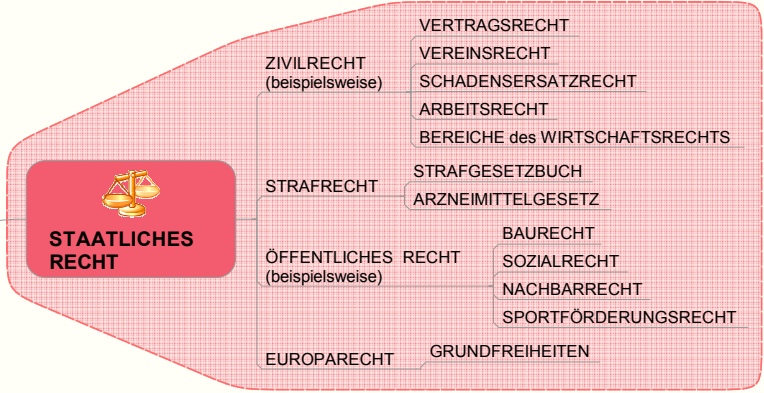 STAATLICHES
RECHT
ZIVILRECHT
(beispielsweise)
VERTRAGSRECHT
VEREINSRECHT
SCHADENSERSATZRECHT
ARBEITSRECHT
BEREICHE des WIRTSCHAFTSRECHTS
STRAFRECHT
STRAFGESETZBUCH
ARZNEIMITTELGESETZ
ÖFFENTLICHES RECHT
(beispielsweise)
BAURECHT
SOZIALRECHT
NACHBARRECHT
SPORTFÖRDERUNGSRECHT
EUROPARECHT
GRUNDFREIHEITEN